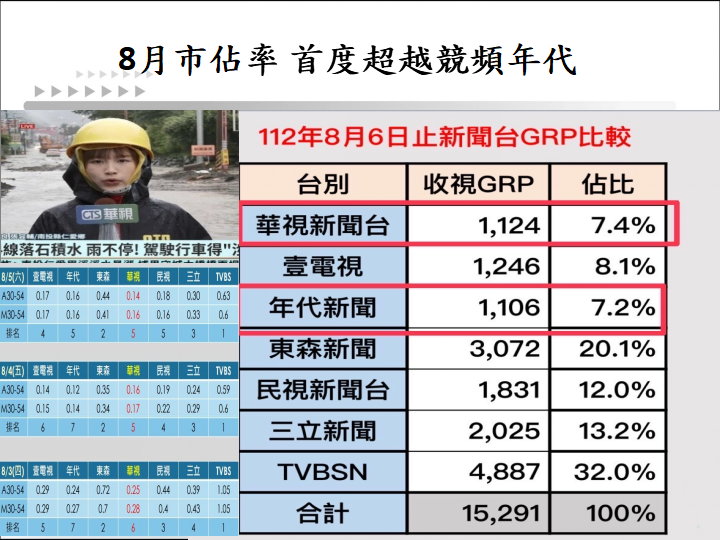 8月市佔率 首度超越競頻年代
LIVE
CTS 華視
線落石積水 雨不停! 駕駛行車得"
112年8月6日止新聞台GRP比較
台別 收視GRP 佔比
華視新聞台 1,124 7.4%
壹電視 1,246 8.1%
年代新聞 1,106 7.2%
東森新聞 3,072 20.1%
民視新聞台 1,831 12.0%
三立新聞 2,025 13.2%
TVBSN 4,887 32.0%
合計 15,291 100%
8/5(六) 壹電視 年代 東森 華視 民視 三立 TVBS
A30-54 0.17 0.16 0.44 0.14 0.18 0.30 0.63
M30-54 0.17 0.16 0.41 0.16 0.16 0.33 0.6
排名 4 5 2 5 5 3 1
8/4(五) 壹電視 年代 東森 華視 民視 三立 TVBS
A30-54 0.14 0.12 0.35 0.16 0.19 0.24 0.59
M30-54 0.15 0.14 0.34 0.17 0.22 0.29 0.6
排名 6 7 2 5 4 3 1
8/3(四) 壹電視 年代 東森 華視 民視 三立 TVBS
A30-54 0.29 0.24 0.72 0.25 0.44 0.39 1.05
M30-54 0.29 0.27 0.7 0.28 0.4 0.43 1.05
排名 5 7 2 6 3 4 1